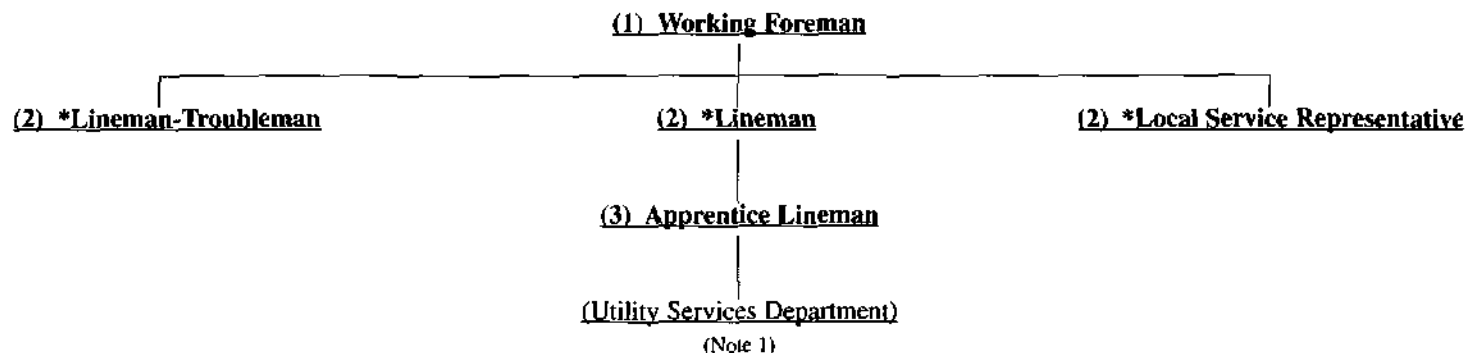 (1) Working Foreman
(2) *Lineman-Troubleman (2) *Lineman (2) *Local Service Representative
(3) Apprentice Lineman
(Utility Services Department)
(Note 1)